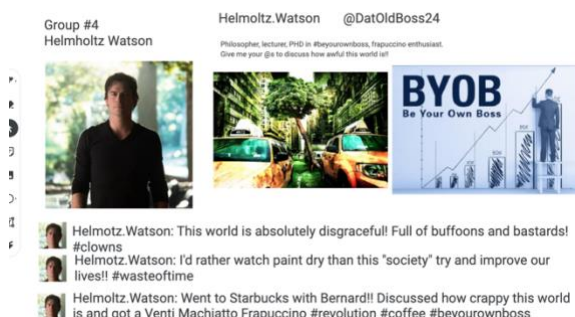 Group #4
Helmholtz Watson
Helmoltz.Watson @DatOldBoss24
Philosopher, lecturer, PHD in #beyourownboss, frapuccino enthusiast.
Give me your @s to discuss how awful this world is!!
BYOB
Be Your Own Boss
Helmotz.Watson: This world is absolutely disgraceful! Full of buffoons and bastards!
#clowns
Helmotz.Watson: I'd rather watch paint dry than this "society" try and improve our
lives!! #wasteoftime
Helmoltz.Watson: Went to Starbucks with Bernard!! Discussed how crappy this world
is and got a Venti Machiatto Frapuccino #revolution #coffee #beyourownboss